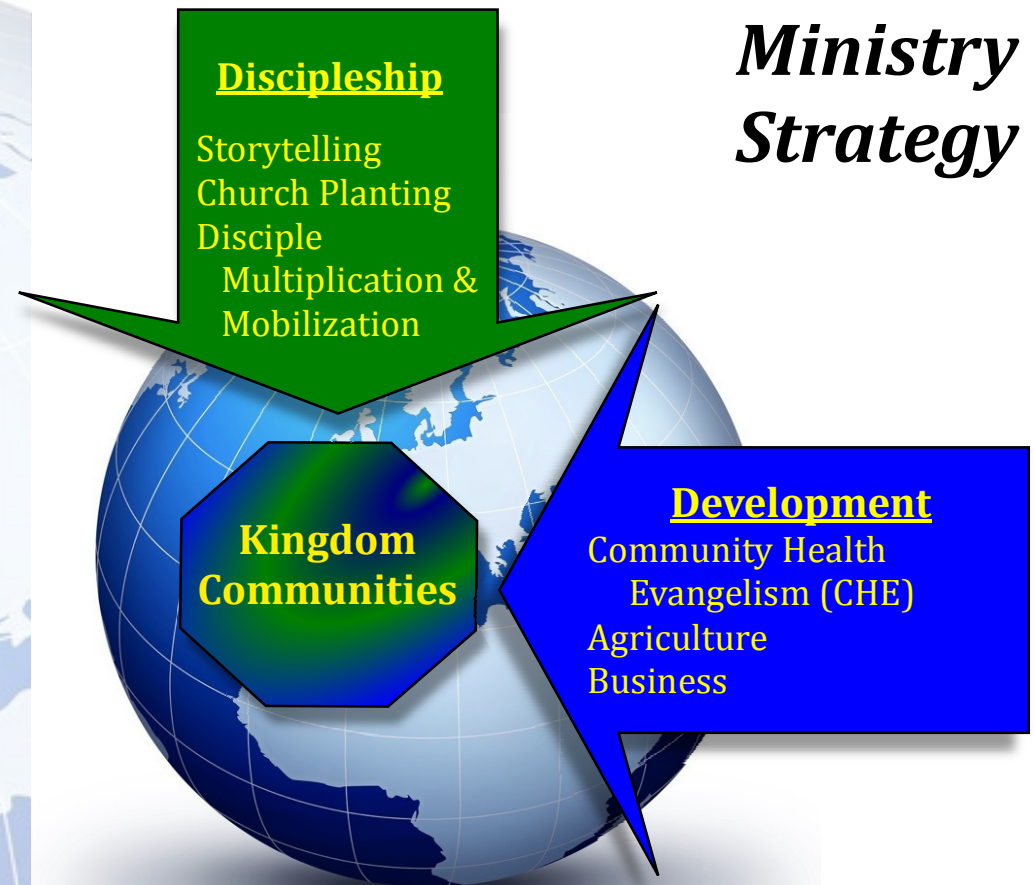 Ministry
Strategy
Discipleship
Storytelling
Church Planting
Disciple
Multiplication &
Mobilization
Kingdom
Communities
Development
Community Health
Evangelism (CHE)
Agriculture
Business